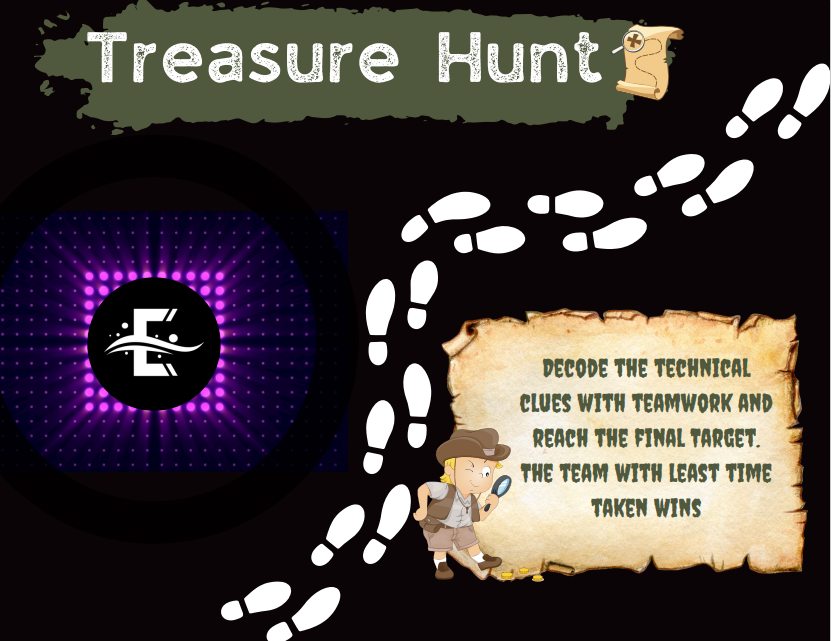 Treasure Hunt
E
DECODE THE TECHNICAL
CLUES WITH TEAMWORK AND
REACH THE FINAL TARGET.
THE TEAM WITH LEAST TIME
TAKEN WINS